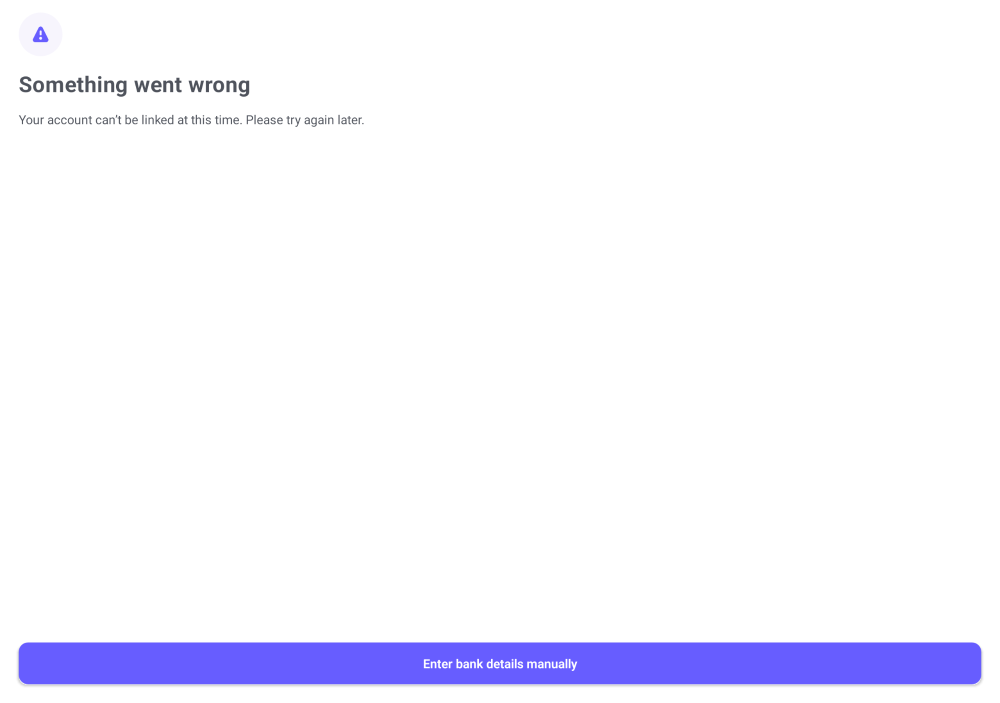 Something went wrong
Your account can't be linked at this time. Please try again later.
Enter bank details manually